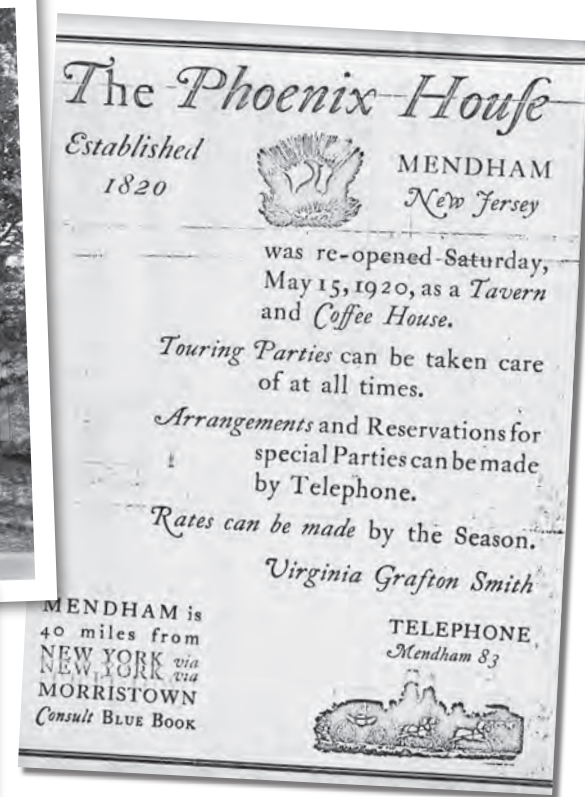 The Phoenix Houſe
Established
1820
MENDHAM
New Jersey
was re-opened Saturday,
May 15, 1920, as a Tavern
and Coffee House.
Touring Parties can be taken care
of at all times.
Arrangements and Reservations for
special Parties can be made
by Telephone.
Rates can be made by the Season.
Virginia Grafton Smith
MENDHAM is
40 miles from
NEW YORK via
NEW YORK via
MORRISTOWN
Consult BLUE BOOK
TELEPHONE
Mendham 83